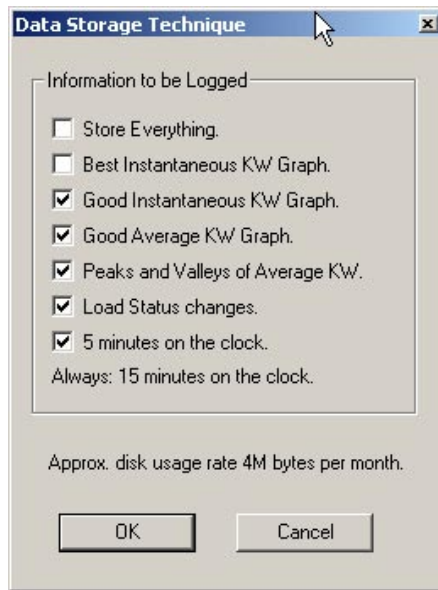 Data Storage Technique
Information to be Logged
Store Everything.
Best Instantaneous KW Graph.
Good Instantaneous KW Graph.
Good Average KW Graph.
Peaks and Valleys of Average KW.
Load Status changes.
5 minutes on the clock.
Always: 15 minutes on the clock.
Approx. disk usage rate 4M bytes per month.
OK
Cancel